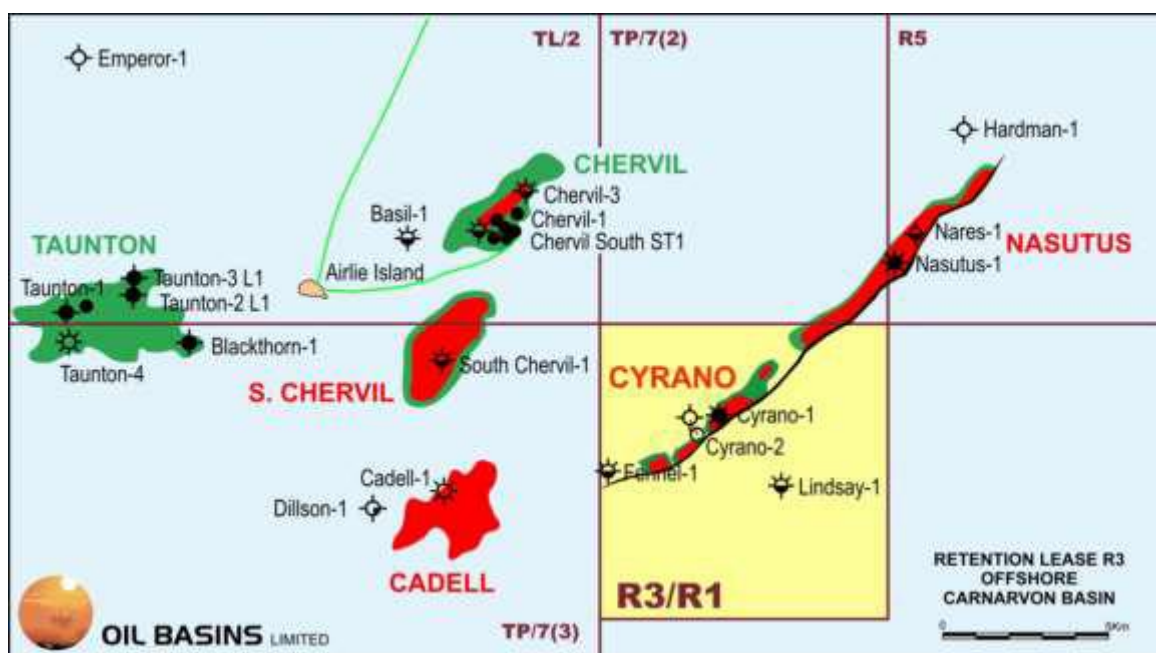 TL/2
TP/7(2)
R5
Emperor-1
Hardman-1
CHERVIL
Chervil-3
Basil-1
Chervil-1
Chervil South ST1
Nares-1
NASUTUS
Nasutus-1
TAUNTON
Taunton-3 L1
Airlie Island
Taunton-1
Taunton-2 L1
Blackthorn-1
Taunton-4
South Chervil-1
S. CHERVIL
CYRANO
Cyrano-1
Cyrano-2
Fennel-1
Lindsay-1
Cadell-1
Dillson-1
CADELL
R3/R1
RETENTION LEASE R3
OFFSHORE
CARNARVON BASIN
0 5Km
OIL BASINS LIMITED
TP/7(3)